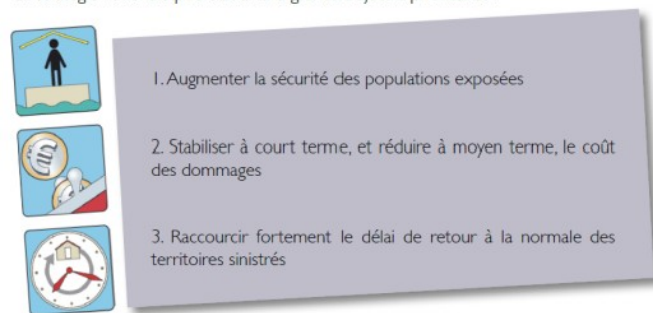 1. Augmenter la sécurité des populations exposées
2. Stabiliser à court terme, et réduire à moyen terme, le coût
des dommages
3. Raccourcir fortement le délai de retour à la normale des
territoires sinistrés